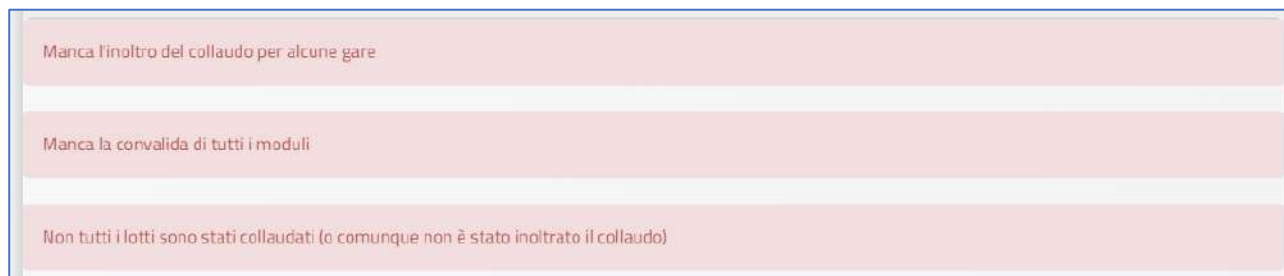 Manca l'inoltro del collaudo per alcune gare
Manca la convalida di tutti i moduli
Non tutti i lotti sono stati collaudati (o comunque non è stato inoltrato il collaudo)